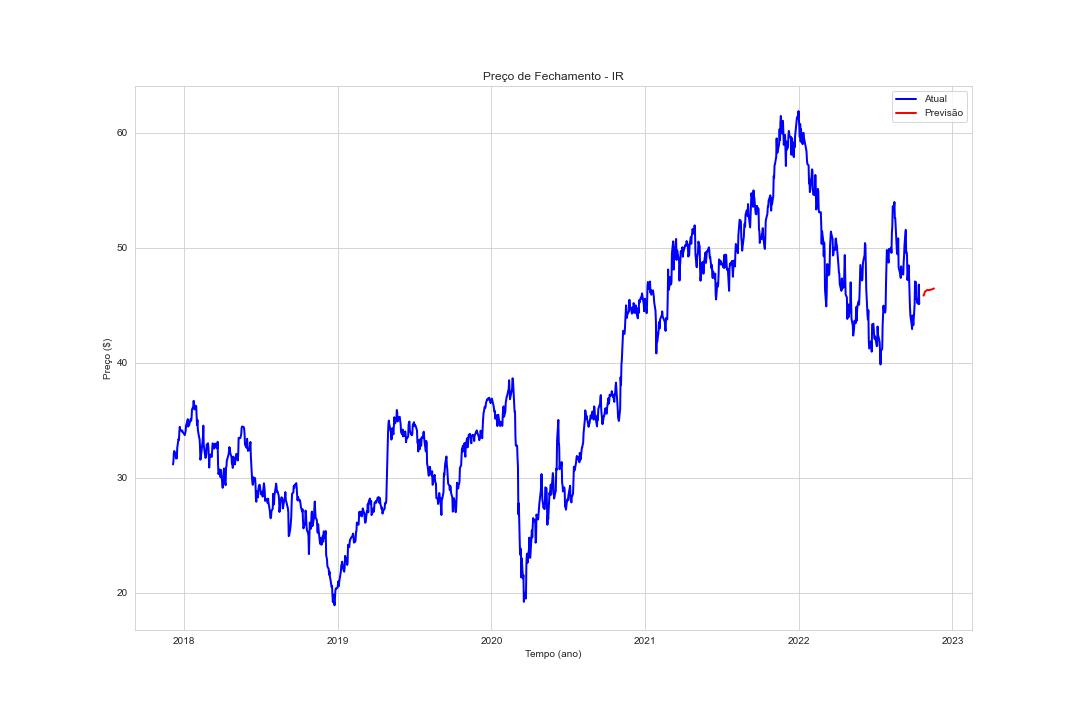 Preço de Fechamento - IR
Atual
Previsão
Preço ($)
60
50
40
30
20
2018 2019 2020 2021 2022 2023
Tempo (ano)